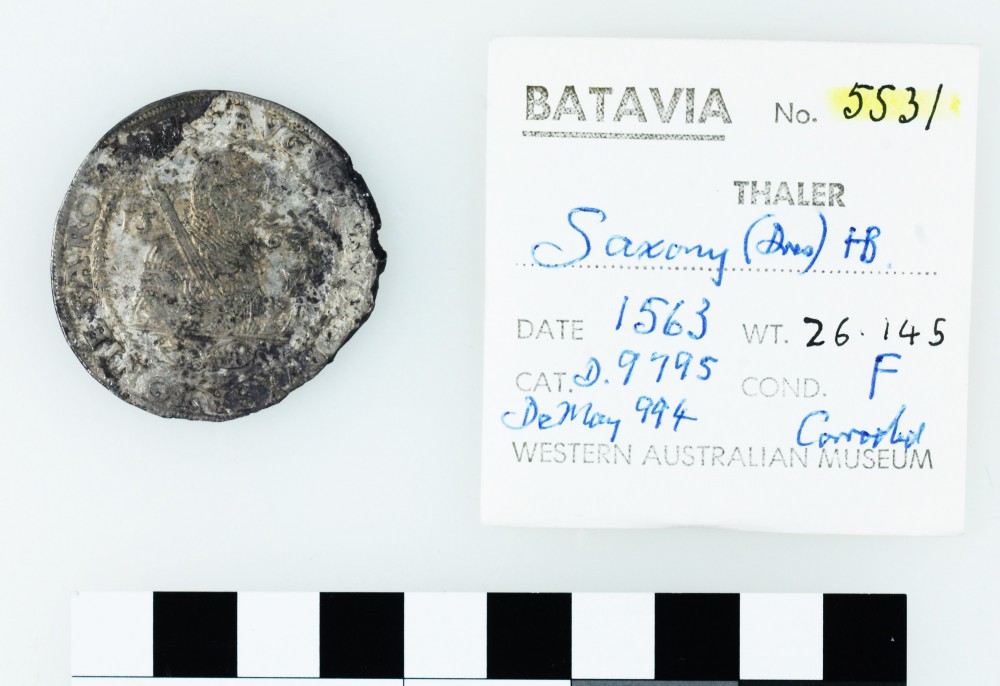 BATAVIA No. 5531
THALER
Saxony (Dres) HB.
DATE 1563 WT. 26.145
CAT. D. 9795 COND. F
DeMay 994 Corroded
WESTERN AUSTRALIAN MUSEUM